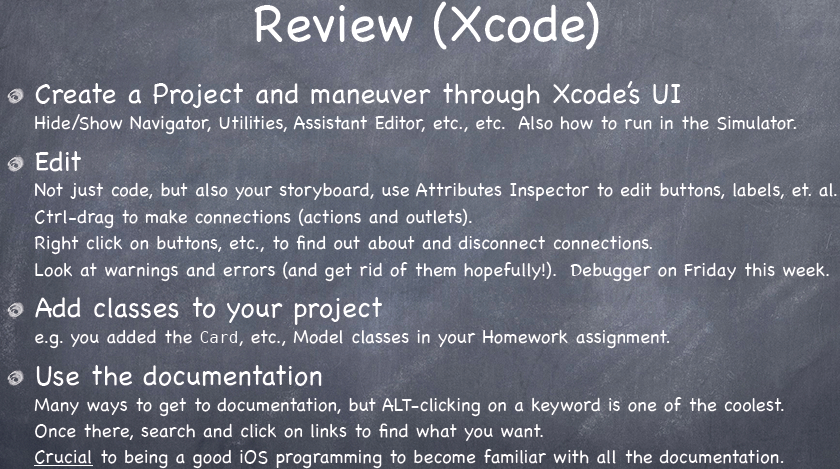 Review (Xcode)
Create a Project and maneuver through Xcode's UI
Hide/Show Navigator, Utilities, Assistant Editor, etc., etc. Also how to run in the Simulator.
Edit
Not just code, but also your storyboard, use Attributes Inspector to edit buttons, labels, et. al.
Ctrl-drag to make connections (actions and outlets).
Right click on buttons, etc., to find out about and disconnect connections.
Look at warnings and errors (and get rid of them hopefully!). Debugger on Friday this week.
Add classes to your project
e.g. you added the Card, etc., Model classes in your Homework assignment.
Use the documentation
Many ways to get to documentation, but ALT-clicking on a keyword is one of the coolest.
Once there, search and click on links to find what you want.
Crucial to being a good iOS programming to become familiar with all the documentation.